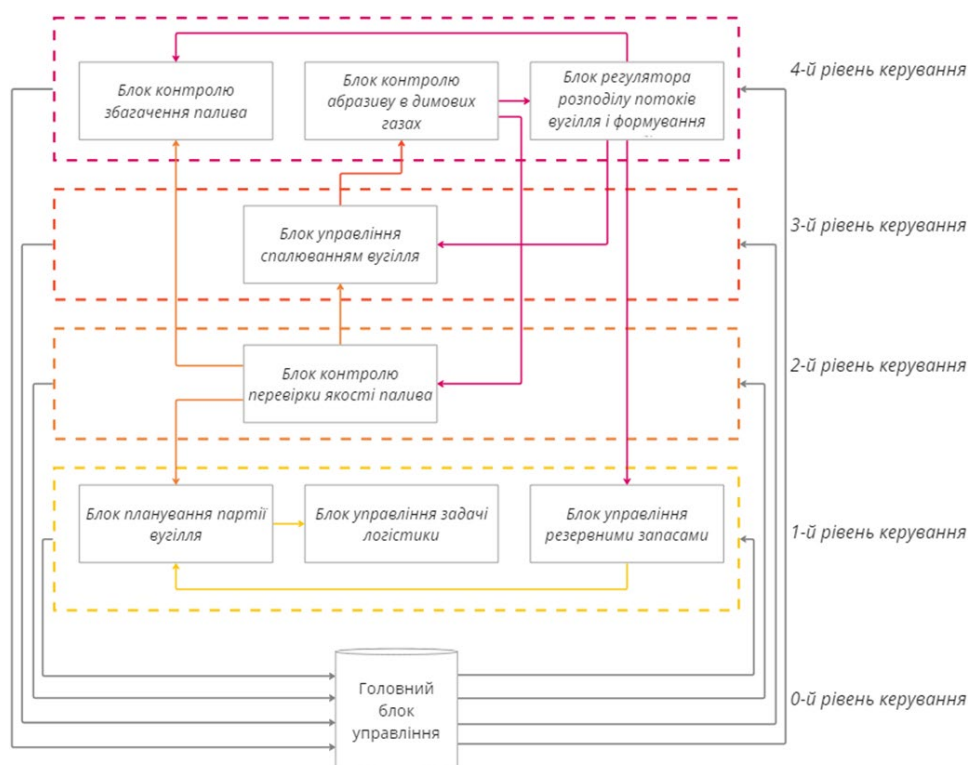 Блок контролю
збагачення палива
Блок контролю
абразиву в димових
газах
Блок регулятора
розподілу потоків
вугілля і формування
4-й рівень керування
Блок управління
спалюванням вугілля
3-й рівень керування
Блок контролю
перевірки якості палива
2-й рівень керування
Блок планування партії
вугілля
Блок управління задачі
логістики
Блок управління
резервними запасами
1-й рівень керування
Головний
блок
управління
0-й рівень керування